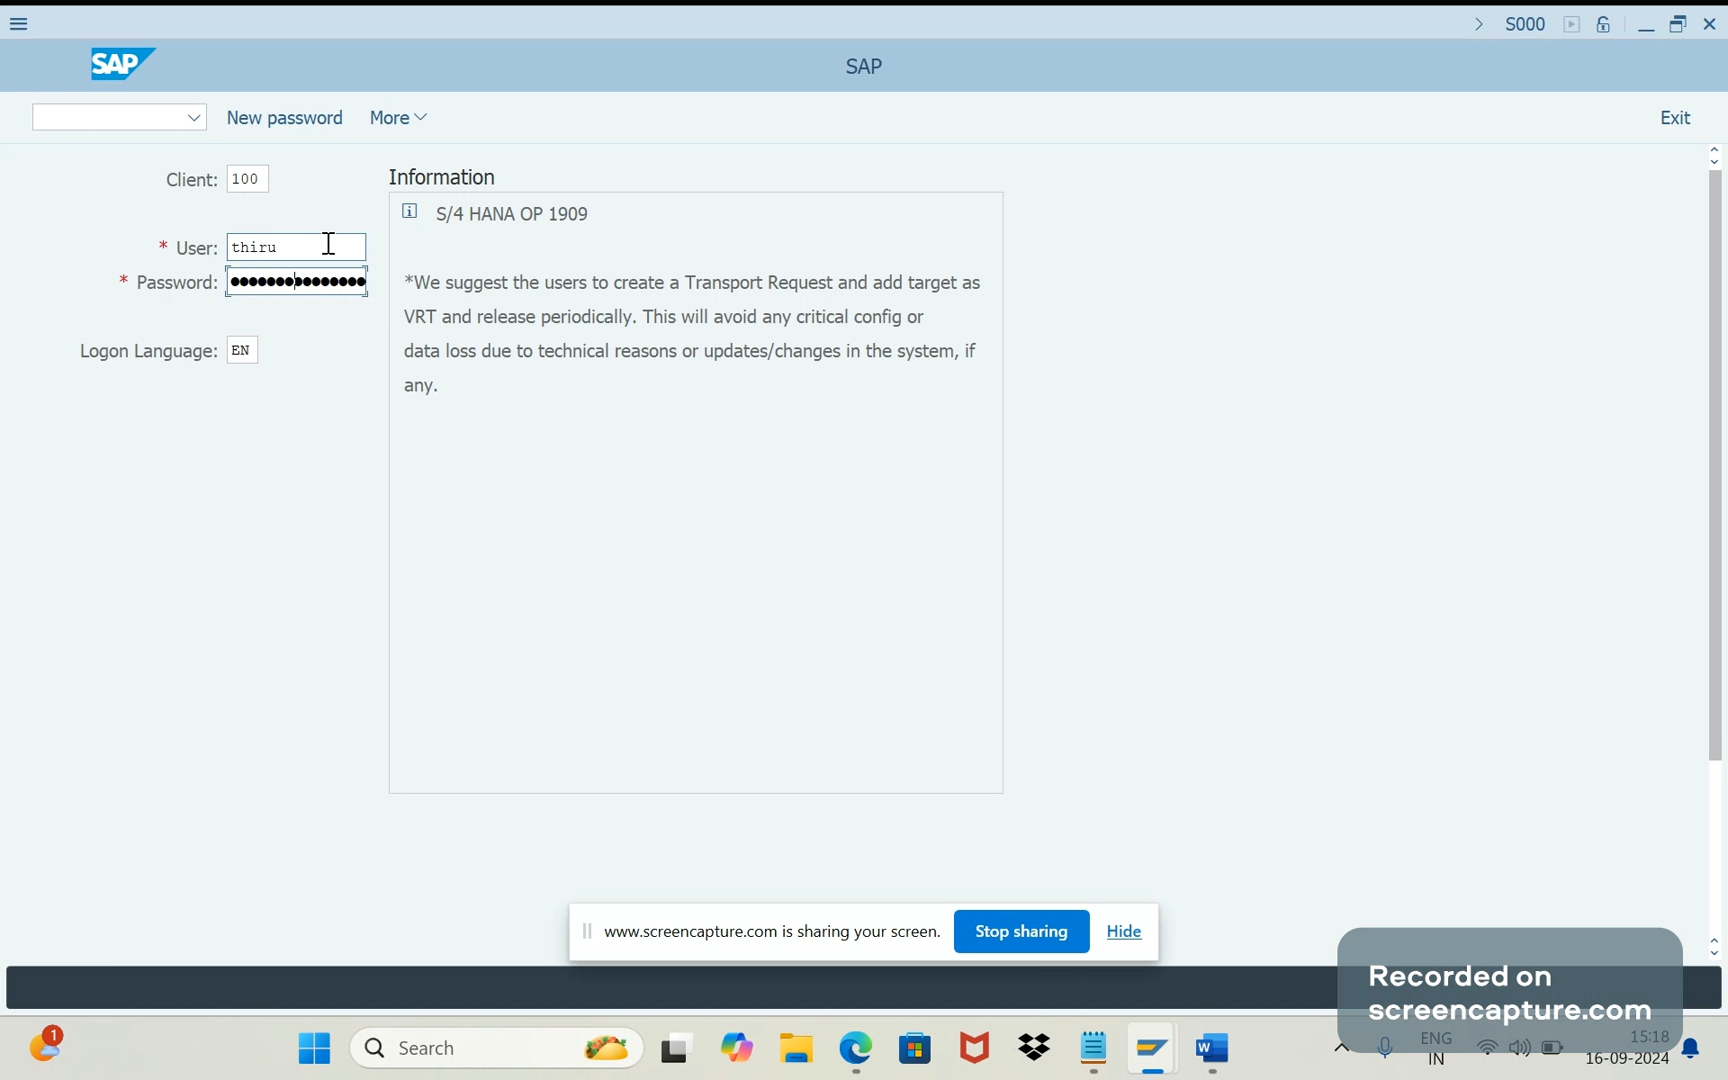 S000
SAP
SAP
New password
More
Exit
Client: 100
Information
S/4 HANA OP 1909
* User: thiru
* Password: ●●●●●●●●●●●●●●●
*We suggest the users to create a Transport Request and add target as
VRT and release periodically. This will avoid any critical config or
data loss due to technical reasons or updates/changes in the system, if
any.
Logon Language: EN
www.screencapture.com is sharing your screen.
Stop sharing
Hide
Recorded on
screencapture.com
1
Search
W
ENG
IN
15:18
16-09-2024